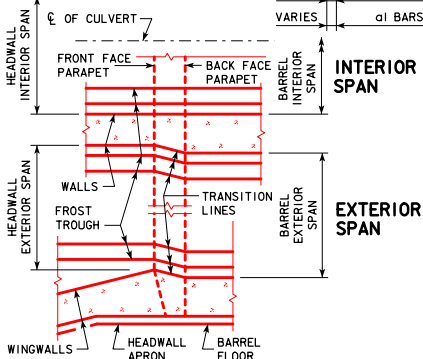 ℄ OF CULVERT
VARIES
a1 BARS
HEADWALL
INTERIOR SPAN
FRONT FACE
PARAPET
BACK FACE
PARAPET
BARREL
INTERIOR
SPAN
INTERIOR
SPAN
WALLS
FROST
TROUGH
TRANSITION
LINES
HEADWALL
EXTERIOR SPAN
BARREL
EXTERIOR
SPAN
EXTERIOR
SPAN
WINGWALLS
HEADWALL
APRON
BARREL
FLOOR